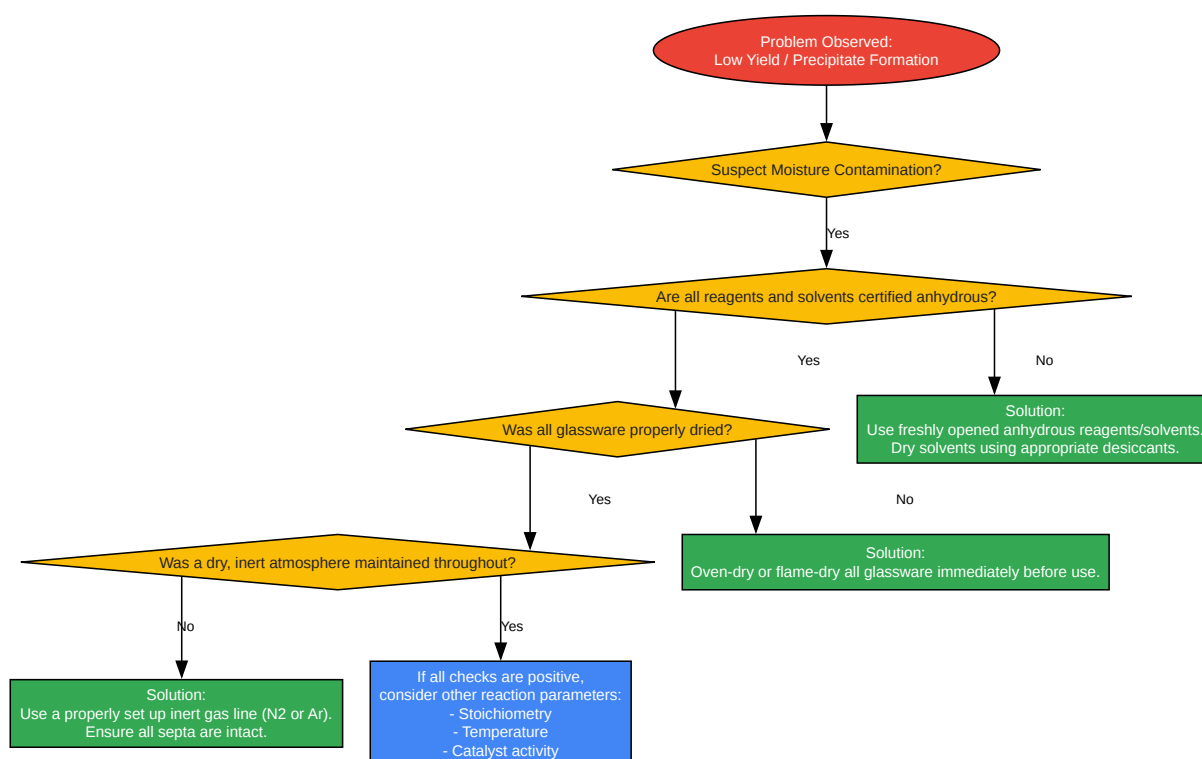 Problem Observed:
Low Yield / Precipitate Formation
Suspect Moisture Contamination?
Yes
Are all reagents and solvents certified anhydrous?
Yes
No
Solution:
Use freshly opened anhydrous reagents/solvents.
Dry solvents using appropriate desiccants.
Was all glassware properly dried?
Yes
No
Solution:
Oven-dry or flame-dry all glassware immediately before use.
Was a dry, inert atmosphere maintained throughout?
No
Yes
Solution:
Use a properly set up inert gas line (N2 or Ar).
Ensure all septa are intact.
If all checks are positive,
consider other reaction parameters:
- Stoichiometry
- Temperature
- Catalyst activity